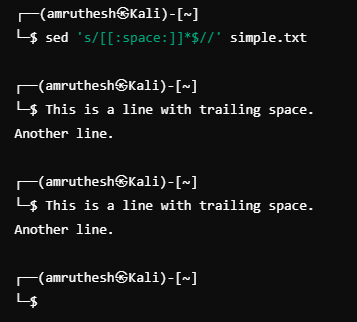 ┌──(amruthesh㉿Kali)-[~]
└─$ sed 's/[[:space:]]*$//' simple.txt
┌──(amruthesh㉿Kali)-[~]
└─$ This is a line with trailing space.
Another line.
┌──(amruthesh㉿Kali)-[~]
└─$ This is a line with trailing space.
Another line.
┌──(amruthesh㉿Kali)-[~]
└─$